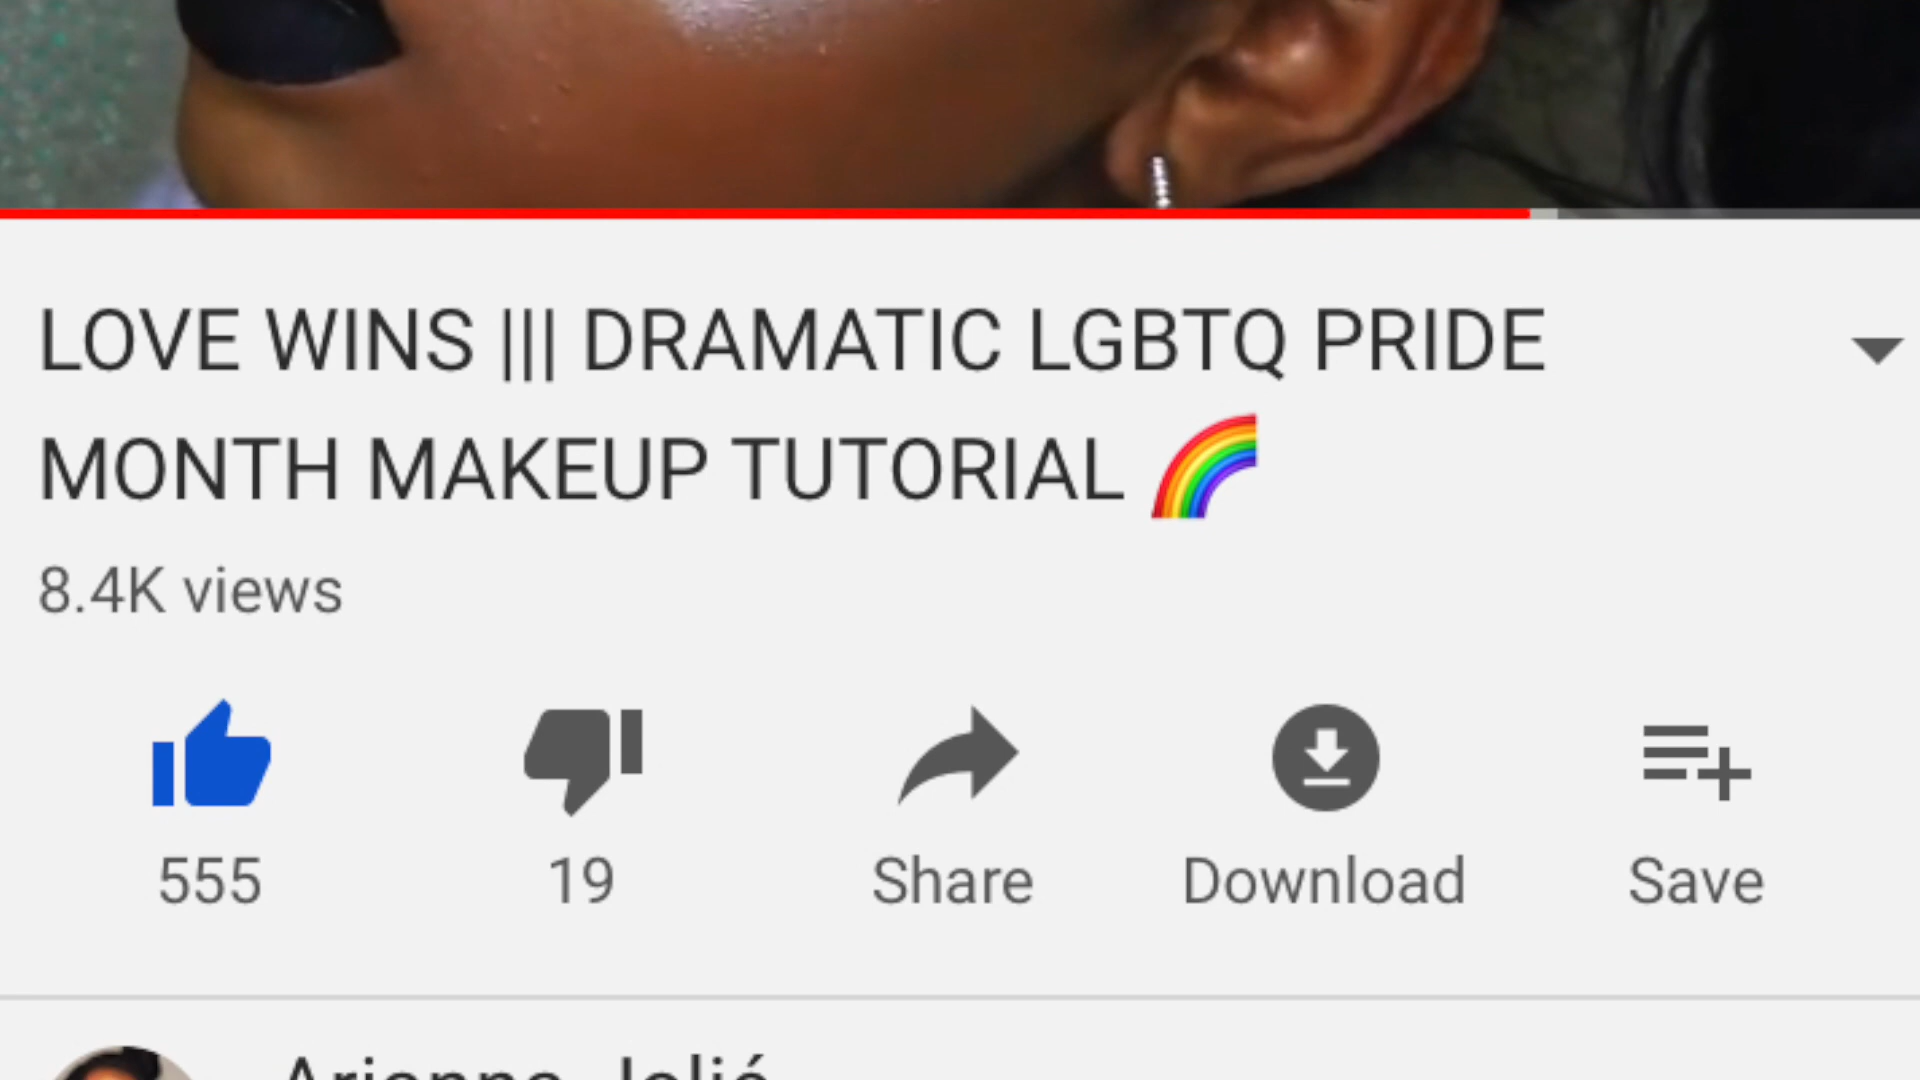 LOVE WINS ||| DRAMATIC LGBTQ PRIDE
MONTH MAKEUP TUTORIAL 🌈
8.4K views
555
19
Share
Download
Save